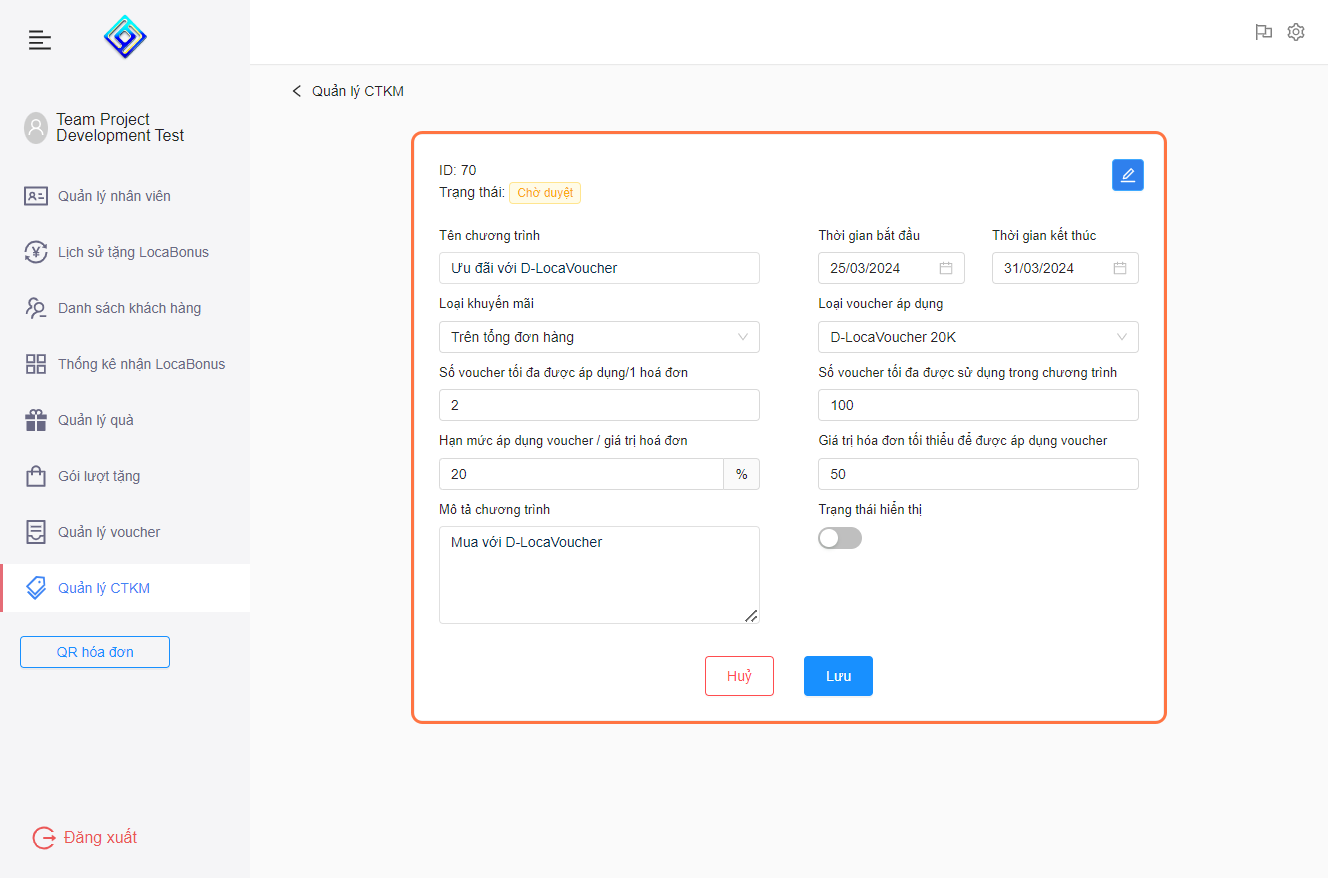 Team Project
Development Test
Quản lý nhân viên
Lịch sử tặng LocaBonus
Danh sách khách hàng
Thống kê nhận LocaBonus
Quản lý quà
Gói lượt tặng
Quản lý voucher
Quản lý CTKM
QR hóa đơn
Đăng xuất
Quản lý CTKM
ID: 70
Trạng thái: Chờ duyệt
Tên chương trình
Ưu đãi với D-LocaVoucher
Thời gian bắt đầu
25/03/2024
Thời gian kết thúc
31/03/2024
Loại khuyến mãi
Trên tổng đơn hàng
Loại voucher áp dụng
D-LocaVoucher 20K
Số voucher tối đa được áp dụng/1 hoá đơn
2
Số voucher tối đa được sử dụng trong chương trình
100
Hạn mức áp dụng voucher / giá trị hoá đơn
20 %
Giá trị hóa đơn tối thiểu để được áp dụng voucher
50
Mô tả chương trình
Mua với D-LocaVoucher
Trạng thái hiển thị
Huỷ
Lưu